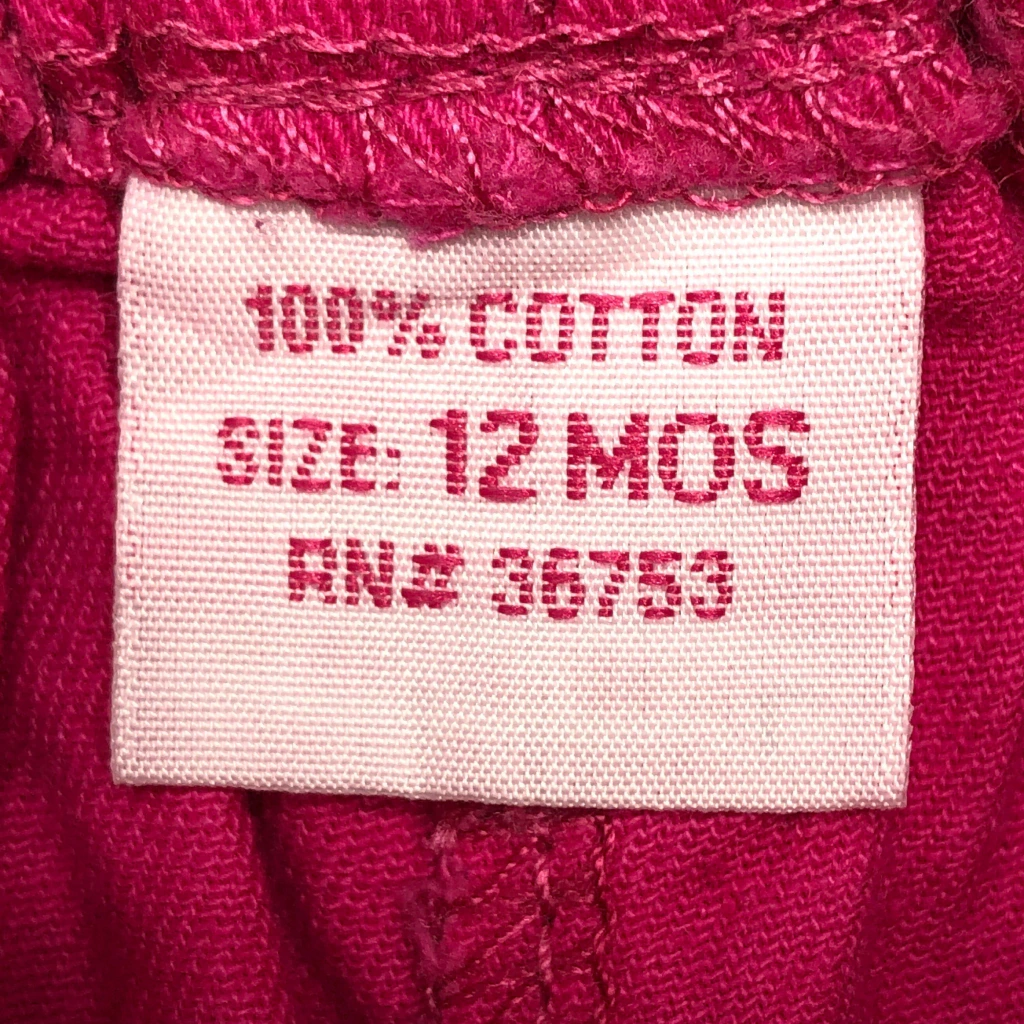 100% COTTON
SIZE: 12 MOS
RN# 36753